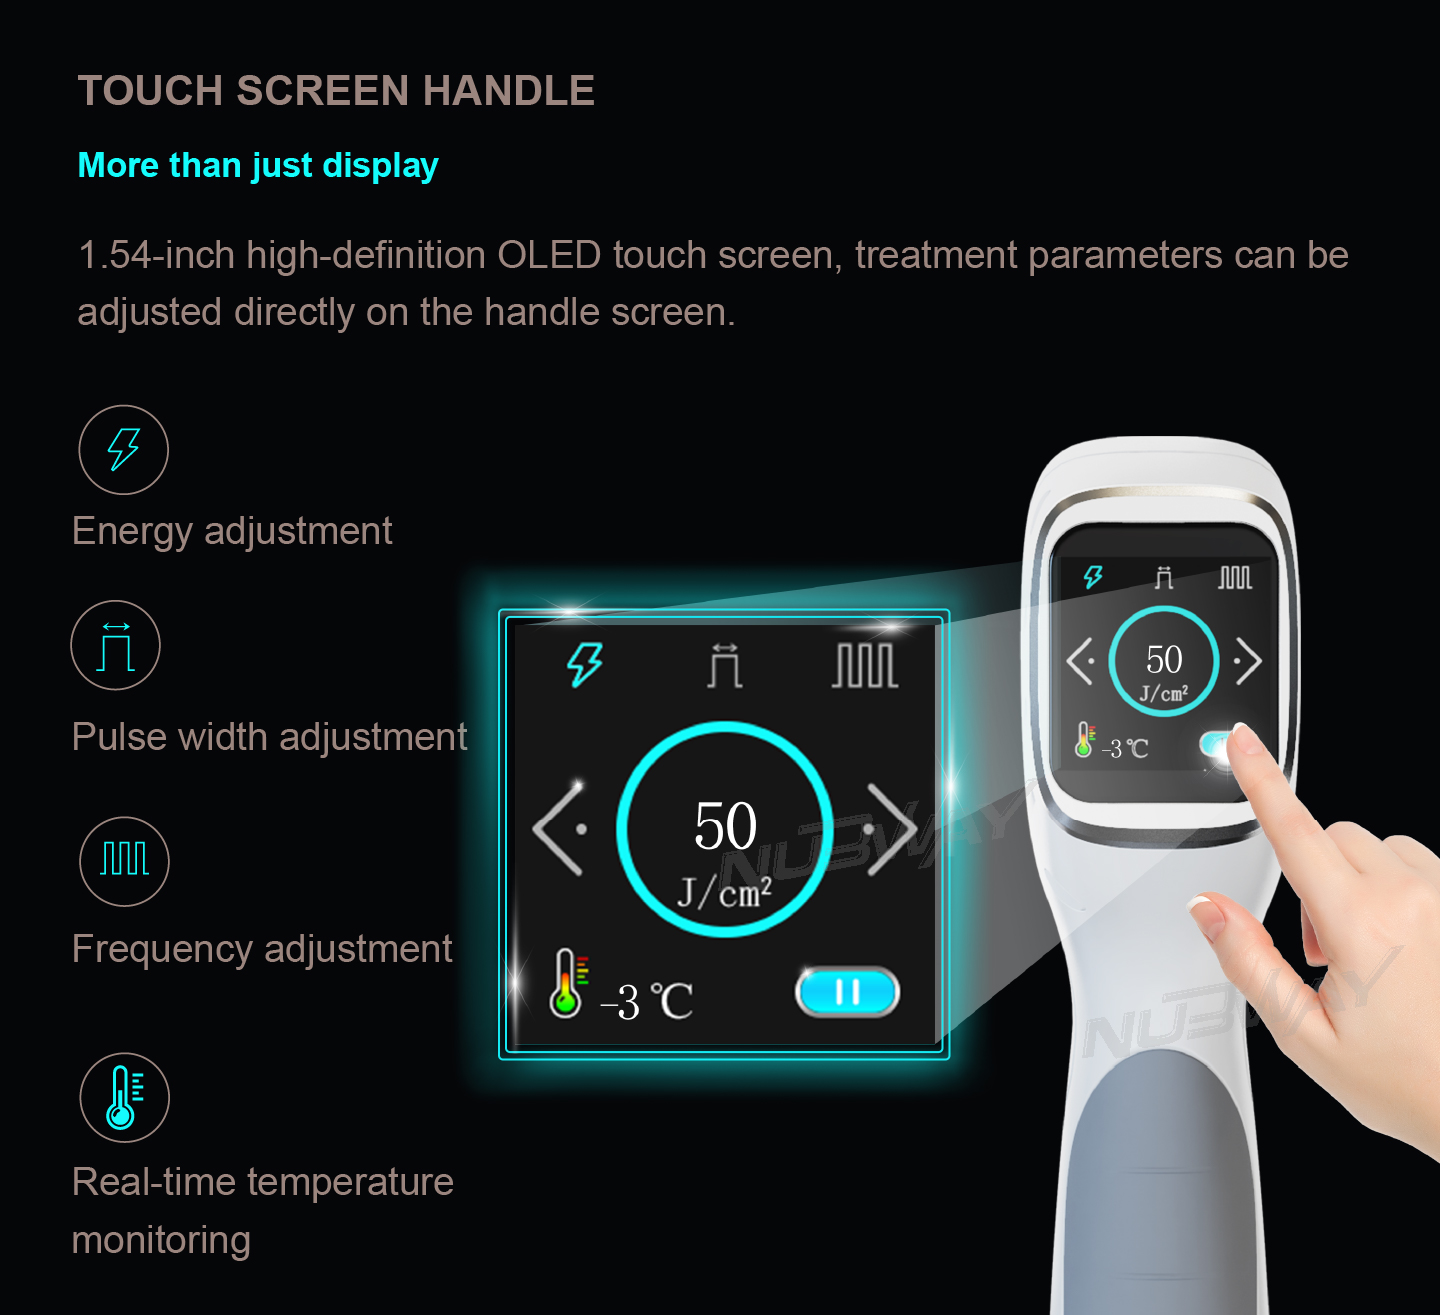 TOUCH SCREEN HANDLE
More than just display
1.54-inch high-definition OLED touch screen, treatment parameters can be
adjusted directly on the handle screen.
Energy adjustment
Pulse width adjustment
Frequency adjustment
Real-time temperature
monitoring
50
J/cm²
-3 ℃
50
J/cm²
-3 ℃
NUBWAY
NUBWAY